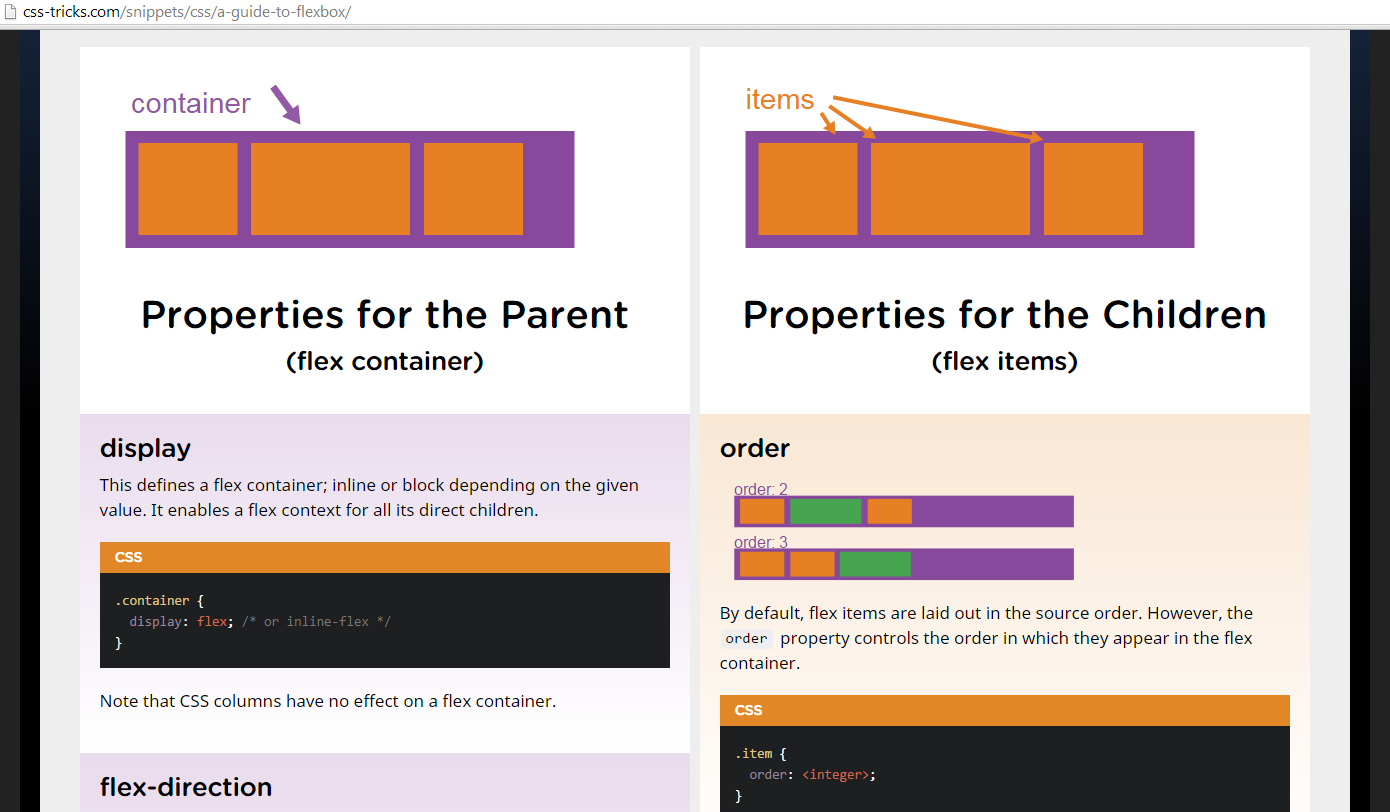 css-tricks.com/snippets/css/a-guide-to-flexbox/
container
Properties for the Parent
(flex container)
display
This defines a flex container; inline or block depending on the given
value. It enables a flex context for all its direct children.
CSS
.container {
  display: flex; /* or inline-flex */
}
Note that CSS columns have no effect on a flex container.
flex-direction
items
Properties for the Children
(flex items)
order
order: 2
order: 3
By default, flex items are laid out in the source order. However, the
order property controls the order in which they appear in the flex
container.
CSS
.item {
  order: <integer>;
}